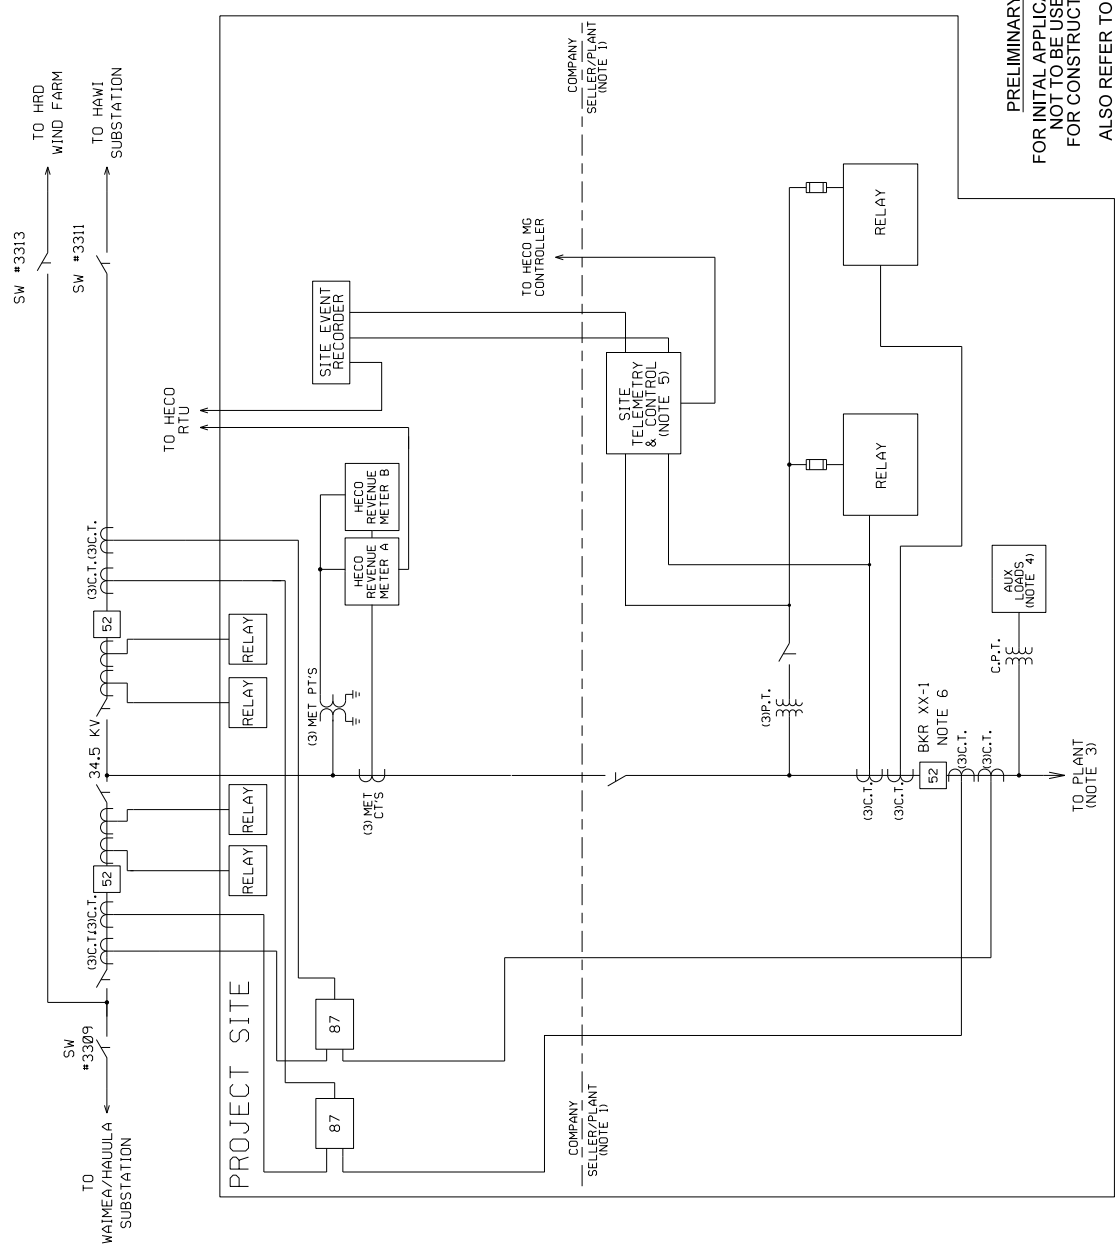 TO HRD
WIND FARM
TO HAWI
SUBSTATION
SW #3313
SW #3311
TO HECO
RTU
(3)C.T.
(3)C.T.
52
34.5 KV
52
(3)C.T.
(3)C.T.
SW
#3309
TO
WAIMEA/HAUULA
SUBSTATION
RELAY
RELAY
RELAY
RELAY
PROJECT SITE
SITE EVENT
RECORDER
HECO
REVENUE
METER B
HECO
REVENUE
METER A
(3) MET PT'S
(3) MET
CT'S
87
87
COMPANY
SELLER/PLANT
(NOTE 1)
COMPANY
SELLER/PLANT
(NOTE 1)
TO HECO MG
CONTROLLER
SITE
TELEMETRY
& CONTROL
(NOTE 5)
RELAY
RELAY
(3)P.T.
(3)C.T.
(3)C.T.
BKR XX-1
NOTE 6
52
(3)C.T.
(3)C.T.
C.P.T.
AUX
LOADS
(NOTE 4)
TO PLANT
(NOTE 3)
PRELIMINARY
FOR INITAL APPLICA
NOT TO BE USE
FOR CONSTRUCT
ALSO REFER TO